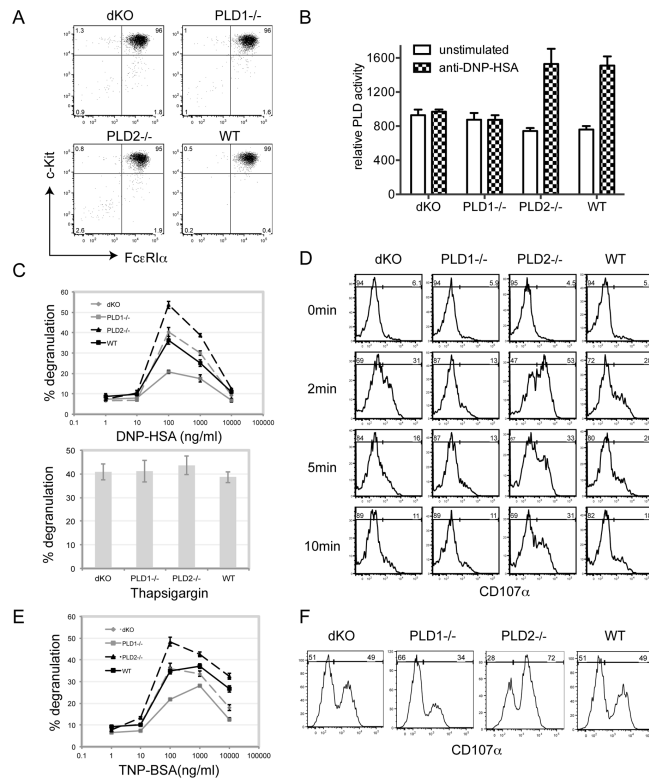 A
dKO
PLD1-/-
1.3
96
1
96
0.9
1.8
1
1.6
PLD2-/-
WT
0.8
95
0.5
99
2.6
1.9
0.2
0.4
c-Kit
FcεRIα
B
relative PLD activity
1600
1200
800
400
0
unstimulated
anti-DNP-HSA
dKO
PLD1-/-
PLD2-/-
WT
C
% degranulation
60
50
40
30
20
10
0
dKO
PLD1-/-
PLD2-/-
WT
0.1
1
10
100
1000
10000
100000
DNP-HSA (ng/ml)
% degranulation
50
40
30
20
10
0
dKO
PLD1-/-
PLD2-/-
WT
Thapsigargin
D
dKO
PLD1-/-
PLD2-/-
WT
0min
94
6.1
94
5.9
95
4.5
94
2min
69
31
87
13
47
53
72
5min
84
16
87
13
67
33
80
10min
89
11
89
11
69
31
82
CD107α
E
% degranulation
60
50
40
30
20
10
0
dKO
PLD1-/-
PLD2-/-
WT
0.1
1
10
100
1000
10000
100000
TNP-BSA(ng/ml)
F
dKO
PLD1-/-
PLD2-/-
WT
51
49
66
34
28
72
51
49
CD107α